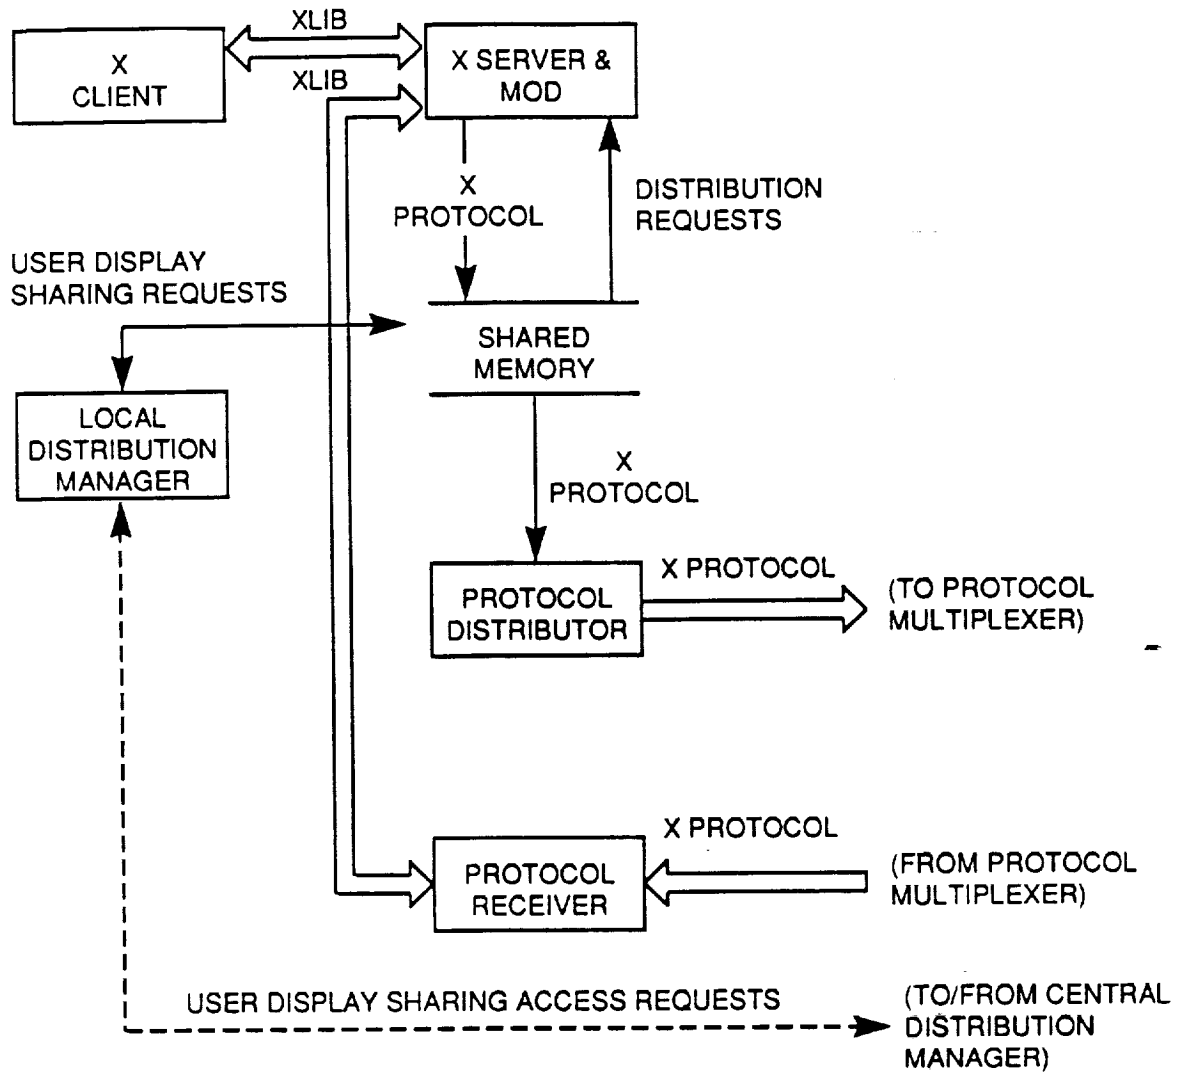 XLIB
X
CLIENT
X SERVER &
MOD
XLIB
X
PROTOCOL
DISTRIBUTION
REQUESTS
USER DISPLAY
SHARING REQUESTS
SHARED
MEMORY
LOCAL
DISTRIBUTION
MANAGER
X
PROTOCOL
X PROTOCOL
PROTOCOL
DISTRIBUTOR
(TO PROTOCOL
MULTIPLEXER)
X PROTOCOL
PROTOCOL
RECEIVER
(FROM PROTOCOL
MULTIPLEXER)
USER DISPLAY SHARING ACCESS REQUESTS
(TO/FROM CENTRAL
DISTRIBUTION
MANAGER)